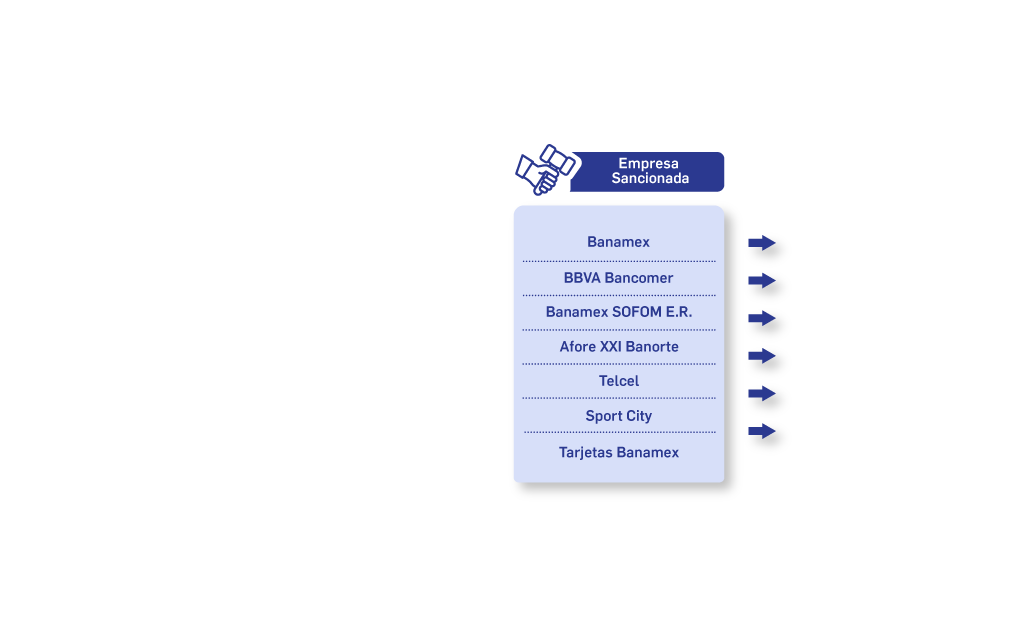 Empresa
Sancionada
Banamex
BBVA Bancomer
Banamex SOFOM E.R.
Afore XXI Banorte
Telcel
Sport City
Tarjetas Banamex